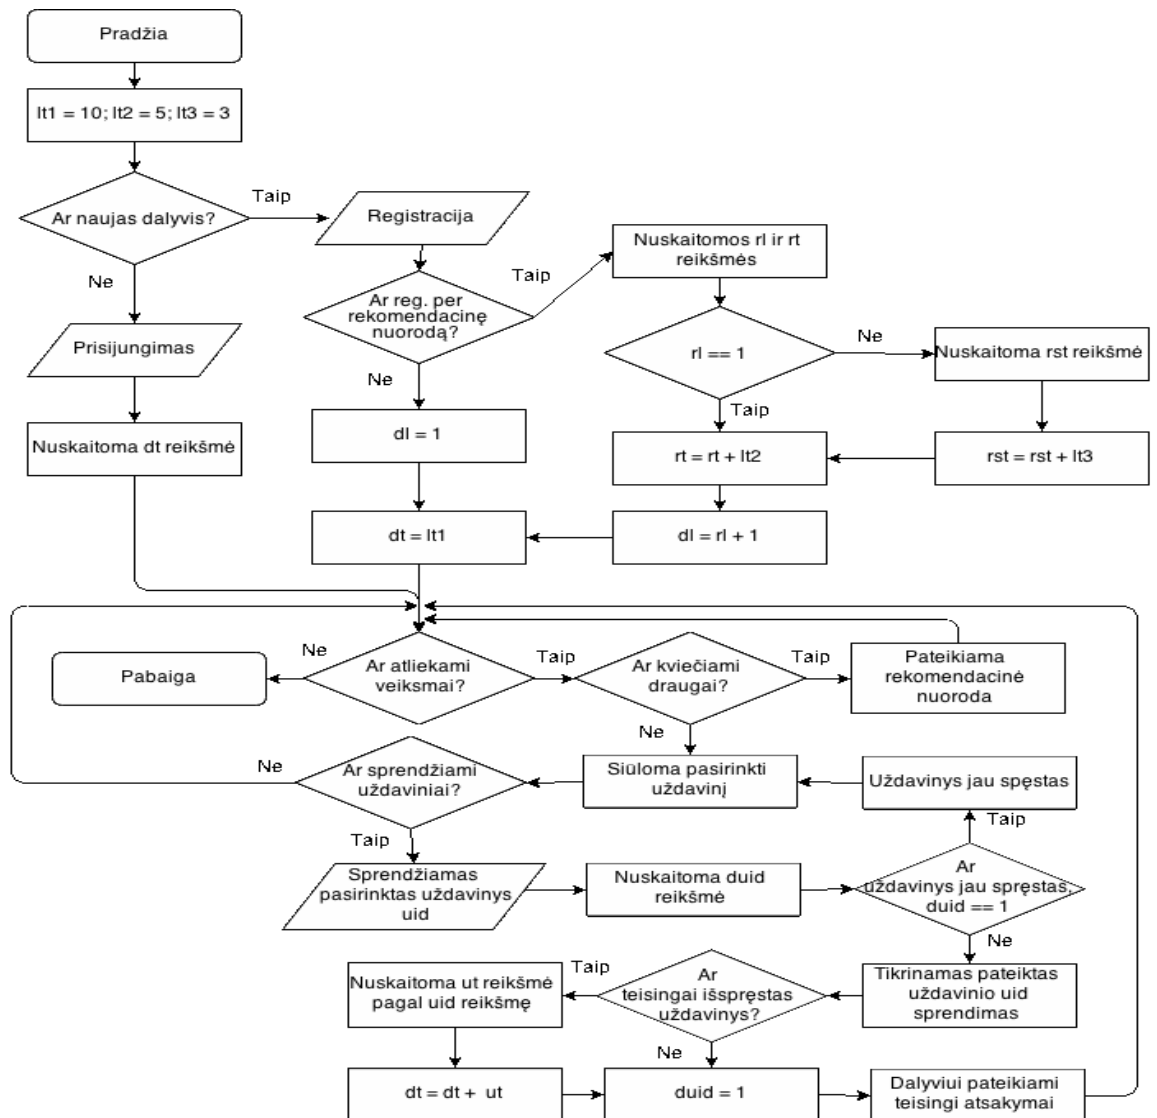 Pradžia
lt1 = 10; lt2 = 5; lt3 = 3
Ar naujas dalyvis?
Taip
Ne
Registracija
Ar reg. per
rekomendacinę
nuorodą?
Taip
Ne
Nuskaitomos rl ir rt
reikšmės
rl == 1
Ne
Taip
Nuskaitoma rst reikšmė
rst = rst + lt3
Prisijungimas
Nuskaitoma dt reikšmė
dl = 1
rt = rt + lt2
dt = lt1
dl = rl + 1
Pabaiga
Ne
Ar atliekami
veiksmai?
Taip
Ar kviečiami
draugai?
Taip
Pateikiama
rekomendacinė
nuoroda
Ne
Ne
Ar sprendžiami
uždaviniai?
Siūloma pasirinkti
uždavinį
Uždavinys jau spęstas
Taip
Taip
Sprendžiamas
pasirinktas uždavinys
uid
Nuskaitoma duid
reikšmė
Ar
uždavinys jau spręstas,
duid == 1
Ne
Nuskaitoma ut reikšmė
pagal uid reikšmę
Taip
Ar
teisingai išspręstas
uždavinys?
Tikrinamas pateiktas
uždavinio uid
sprendimas
Ne
dt = dt + ut
duid = 1
Dalyviui pateikiami
teisingi atsakymai